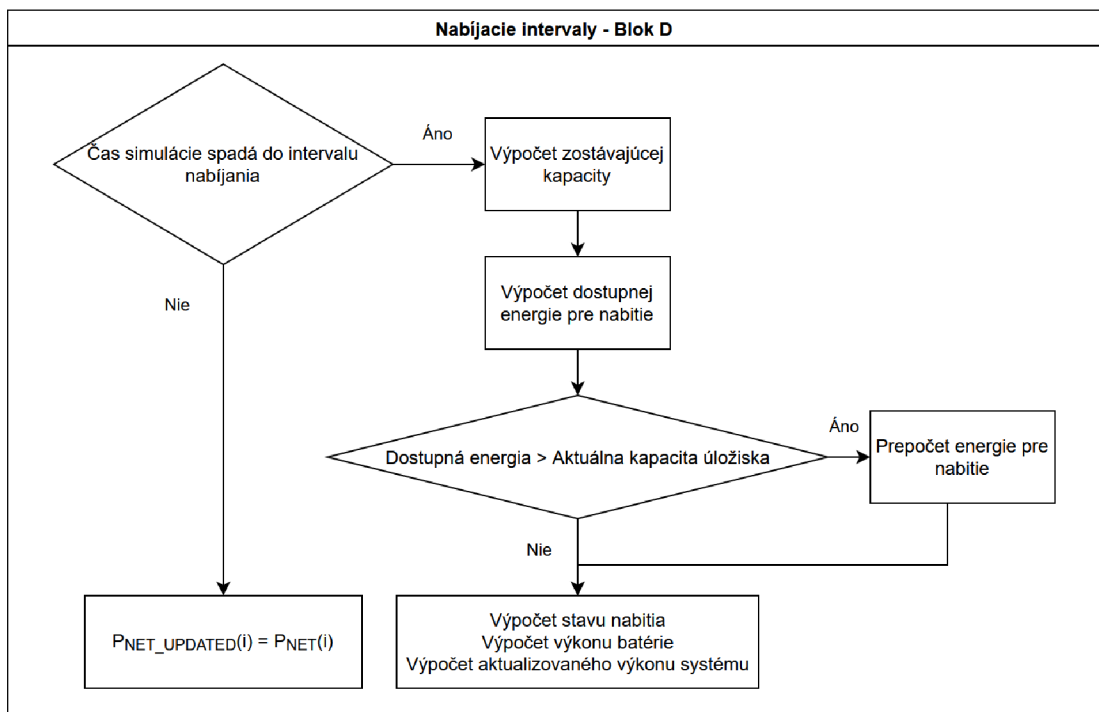 Nabíjacie intervaly - Blok D
Čas simulácie spadá do intervalu
nabíjania
Áno
Výpočet zostávajúcej
kapacity
Nie
Výpočet dostupnej
energie pre nabitie
Dostupná energia > Aktuálna kapacita úložiska
Áno
Prepočet energie pre
nabitie
Nie
PNET_UPDATED(i) = PNET(i)
Výpočet stavu nabitia
Výpočet výkonu batérie
Výpočet aktualizovaného výkonu systému